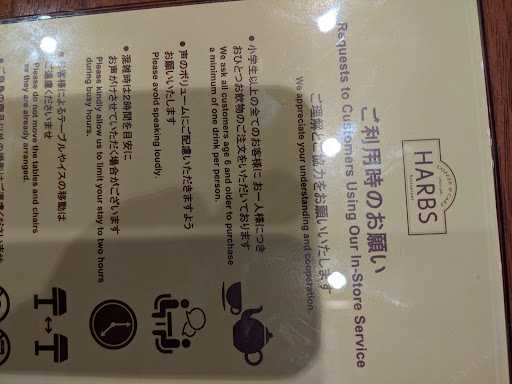 COFFEE & CAKE
HARBS
ご利用時のお願い
Requests to Customers Using Our In-Store Service
ご理解とご協力をお願いいたします
We appreciate your understanding and cooperation.
• 小学生以上の全てのお客様に お一人様につき
おひとつお飲物のご注文をいただいております
We ask all customers age 6 and older to purchase
a minimum of one drink per person.
• 声のボリュームにご配慮いただきますよう
お願いいたします
Please avoid speaking loudly.
• 混雑時は2時間を目安に
お声がけさせていただく場合がございます
Please kindly allow us to limit your stay to two hours
during busy hours.
• お客様によるテーブルやイスの移動は
ご遠慮くださいませ
Please do not move the tables and chairs
as they are already arranged.